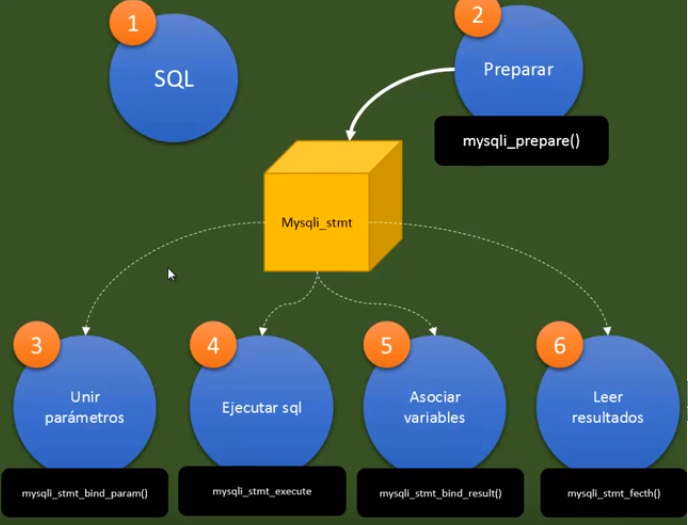 1
SQL
2
Preparar
mysqli_prepare()
Mysqli_stmt
3
Unir
parámetros
mysqli_stmt_bind_param()
4
Ejecutar sql
mysqli_stmt_execute
5
Asociar
variables
mysqli_stmt_bind_result()
6
Leer
resultados
mysqli_stmt_fecth()